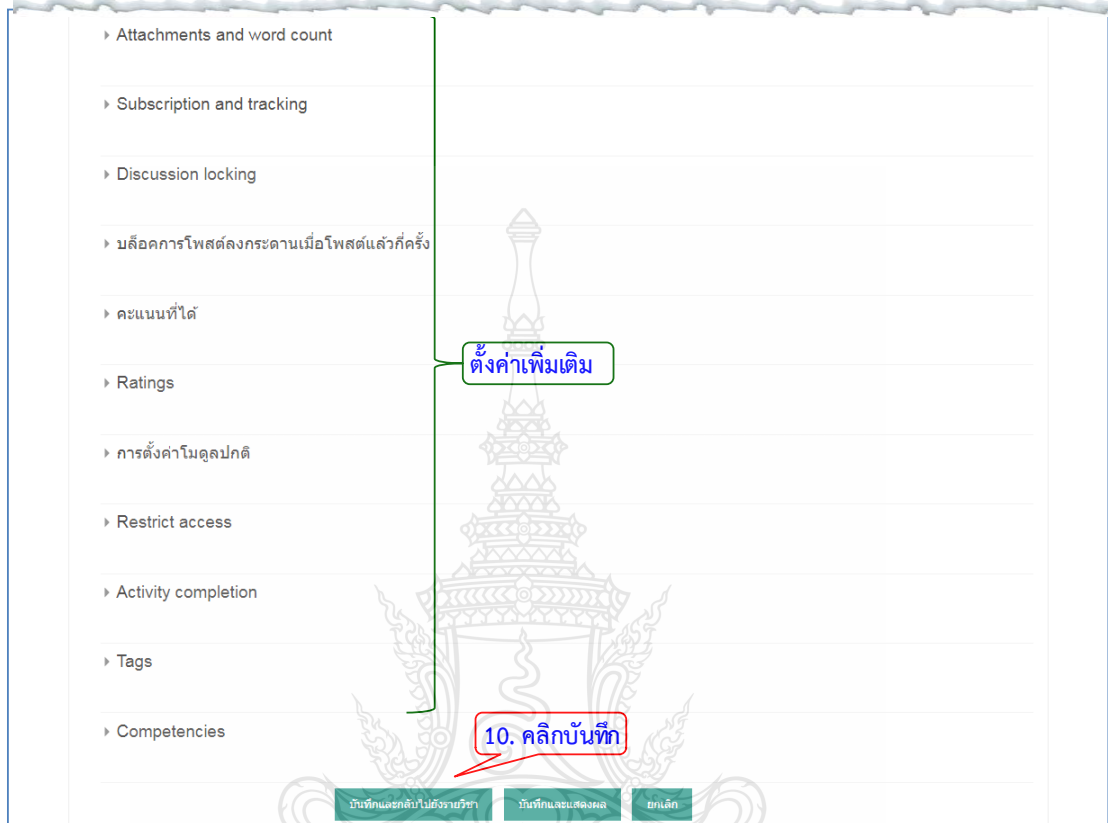 Attachments and word count
Subscription and tracking
Discussion locking
บล็อคการโพสต์ลงกระดานเมื่อโพสต์แล้วกี่ครั้ง
คะแนนที่ได้
ตั้งค่าเพิ่มเติม
Ratings
การตั้งค่าโมดูลปกติ
Restrict access
Activity completion
Tags
Competencies
10. คลิกบันทึก
บันทึกและกลับไปยังรายวิชา บันทึกและแสดงผล ยกเลิก